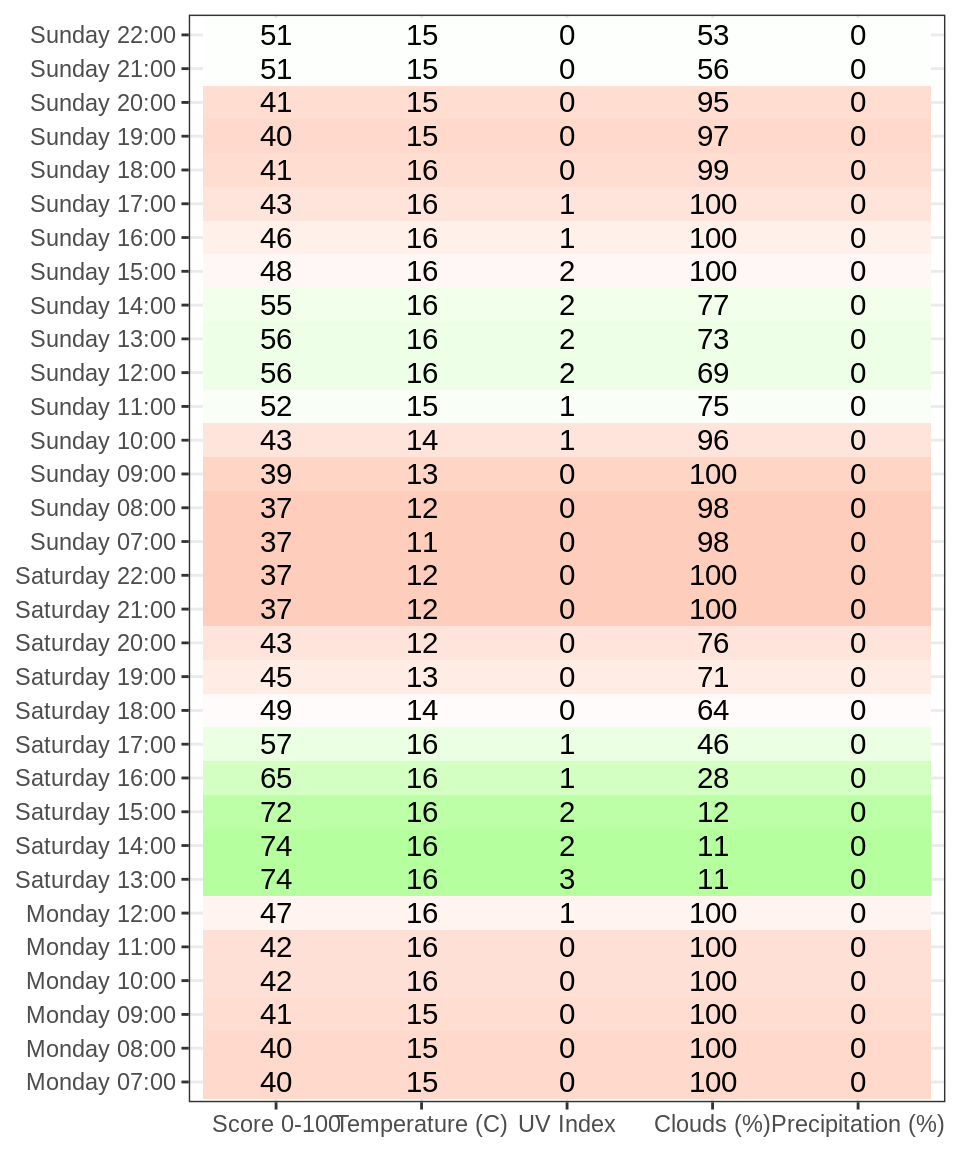 Sunday 22:00 51 15 0 53 0
Sunday 21:00 51 15 0 56 0
Sunday 20:00 41 15 0 95 0
Sunday 19:00 40 15 0 97 0
Sunday 18:00 41 16 0 99 0
Sunday 17:00 43 16 1 100 0
Sunday 16:00 46 16 1 100 0
Sunday 15:00 48 16 2 100 0
Sunday 14:00 55 16 2 77 0
Sunday 13:00 56 16 2 73 0
Sunday 12:00 56 16 2 69 0
Sunday 11:00 52 15 1 75 0
Sunday 10:00 43 14 1 96 0
Sunday 09:00 39 13 0 100 0
Sunday 08:00 37 12 0 98 0
Sunday 07:00 37 11 0 98 0
Saturday 22:00 37 12 0 100 0
Saturday 21:00 37 12 0 100 0
Saturday 20:00 43 12 0 76 0
Saturday 19:00 45 13 0 71 0
Saturday 18:00 49 14 0 64 0
Saturday 17:00 57 16 1 46 0
Saturday 16:00 65 16 1 28 0
Saturday 15:00 72 16 2 12 0
Saturday 14:00 74 16 2 11 0
Saturday 13:00 74 16 3 11 0
Monday 12:00 47 16 1 100 0
Monday 11:00 42 16 0 100 0
Monday 10:00 42 16 0 100 0
Monday 09:00 41 15 0 100 0
Monday 08:00 40 15 0 100 0
Monday 07:00 40 15 0 100 0
Score 0-100 Temperature (C) UV Index Clouds (%) Precipitation (%)